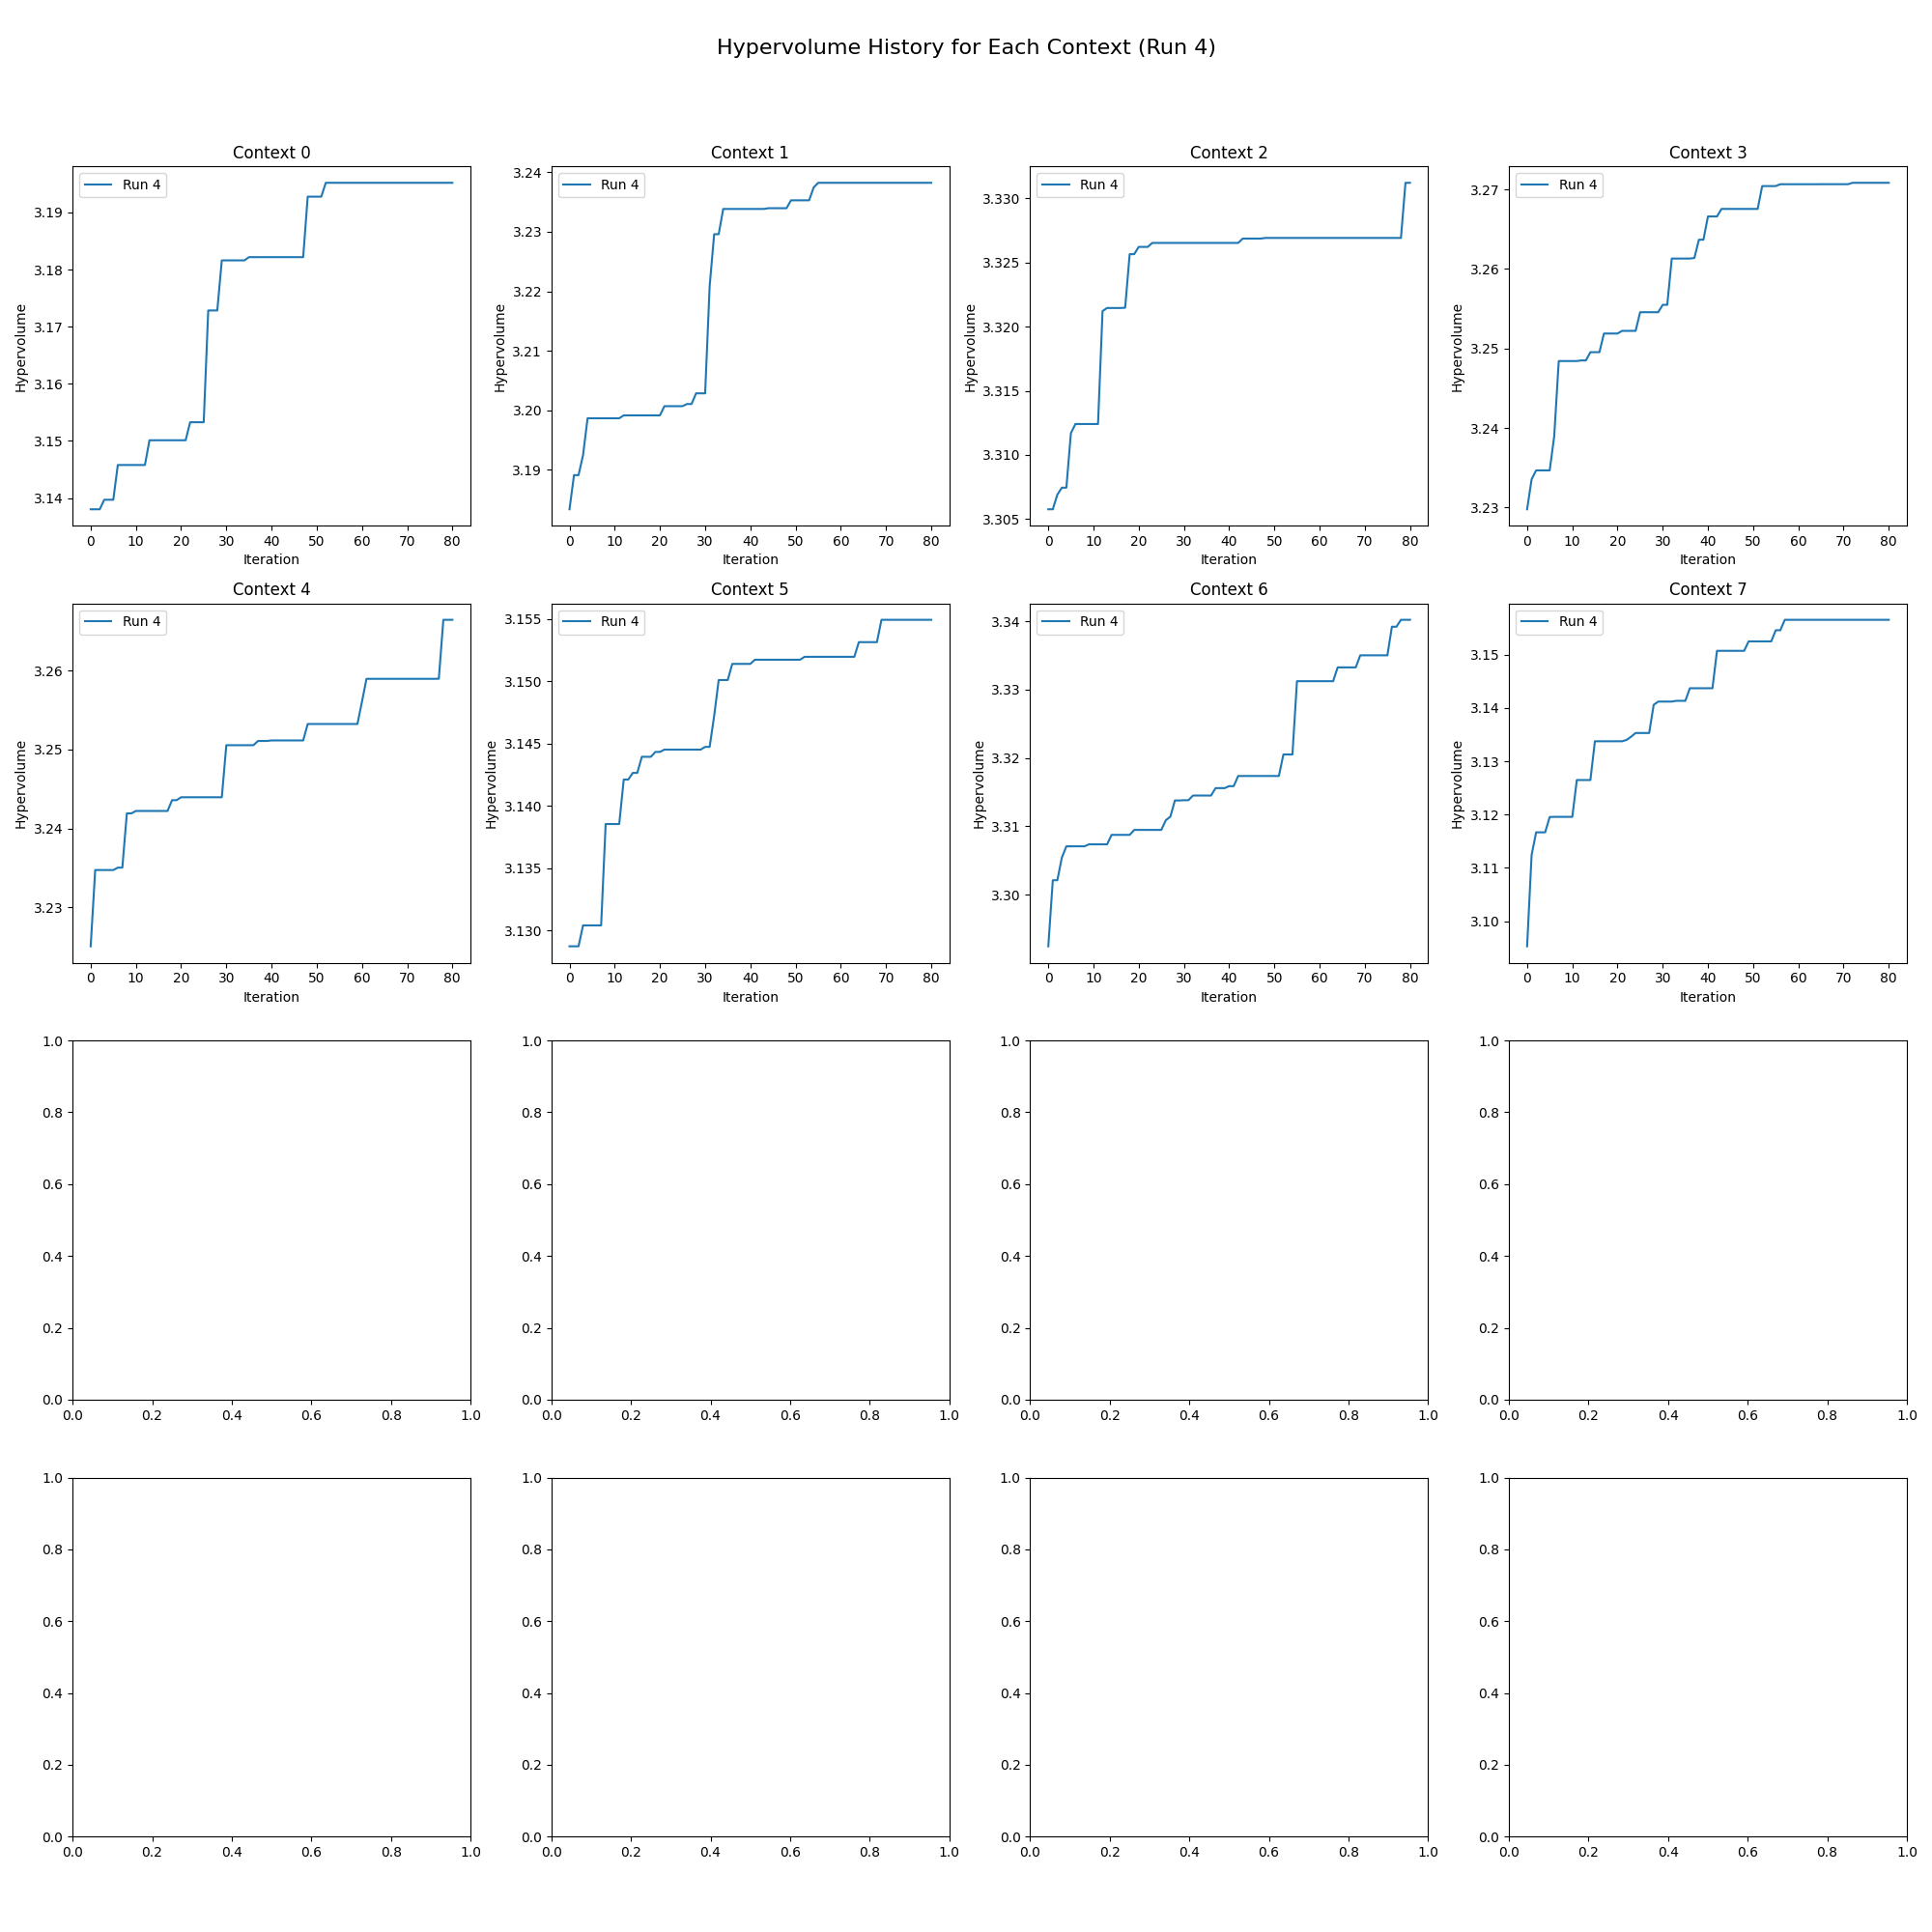 Hypervolume History for Each Context (Run 4)
Context 0 Context 1 Context 2 Context 3
Run 4 Run 4 Run 4 Run 4
Hypervolume Hypervolume Hypervolume Hypervolume
3.19 3.18 3.17 3.16 3.15 3.14
3.24 3.23 3.22 3.21 3.20 3.19
3.330 3.325 3.320 3.315 3.310 3.305
3.27 3.26 3.25 3.24 3.23
0 10 20 30 40 50 60 70 80 0 10 20 30 40 50 60 70 80 0 10 20 30 40 50 60 70 80 0 10 20 30 40 50 60 70 80
Iteration Iteration Iteration Iteration
Context 4 Context 5 Context 6 Context 7
Run 4 Run 4 Run 4 Run 4
Hypervolume Hypervolume Hypervolume Hypervolume
3.26 3.25 3.24 3.23
3.155 3.150 3.145 3.140 3.135 3.130
3.34 3.33 3.32 3.31 3.30
3.15 3.14 3.13 3.12 3.11 3.10
0 10 20 30 40 50 60 70 80 0 10 20 30 40 50 60 70 80 0 10 20 30 40 50 60 70 80 0 10 20 30 40 50 60 70 80
Iteration Iteration Iteration Iteration
1.0 1.0 1.0 1.0
0.8 0.8 0.8 0.8
0.6 0.6 0.6 0.6
0.4 0.4 0.4 0.4
0.2 0.2 0.2 0.2
0.0 0.0 0.0 0.0
0.0 0.2 0.4 0.6 0.8 1.0 0.0 0.2 0.4 0.6 0.8 1.0 0.0 0.2 0.4 0.6 0.8 1.0 0.0 0.2 0.4 0.6 0.8 1.0
1.0 1.0 1.0 1.0
0.8 0.8 0.8 0.8
0.6 0.6 0.6 0.6
0.4 0.4 0.4 0.4
0.2 0.2 0.2 0.2
0.0 0.0 0.0 0.0
0.0 0.2 0.4 0.6 0.8 1.0 0.0 0.2 0.4 0.6 0.8 1.0 0.0 0.2 0.4 0.6 0.8 1.0 0.0 0.2 0.4 0.6 0.8 1.0